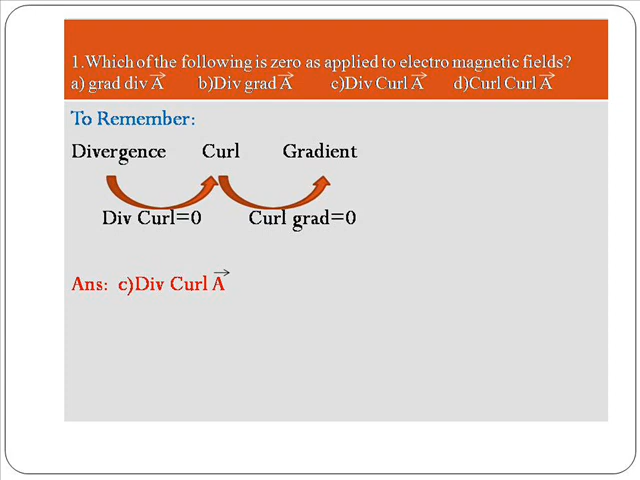 1.Which of the following is zero as applied to electro magnetic fields?
a) grad div A⃗ b)Div grad A⃗ c)Div Curl A⃗ d)Curl Curl A⃗
To Remember:
Divergence Curl Gradient
Div Curl=0 Curl grad=0
Ans: c)Div Curl A⃗